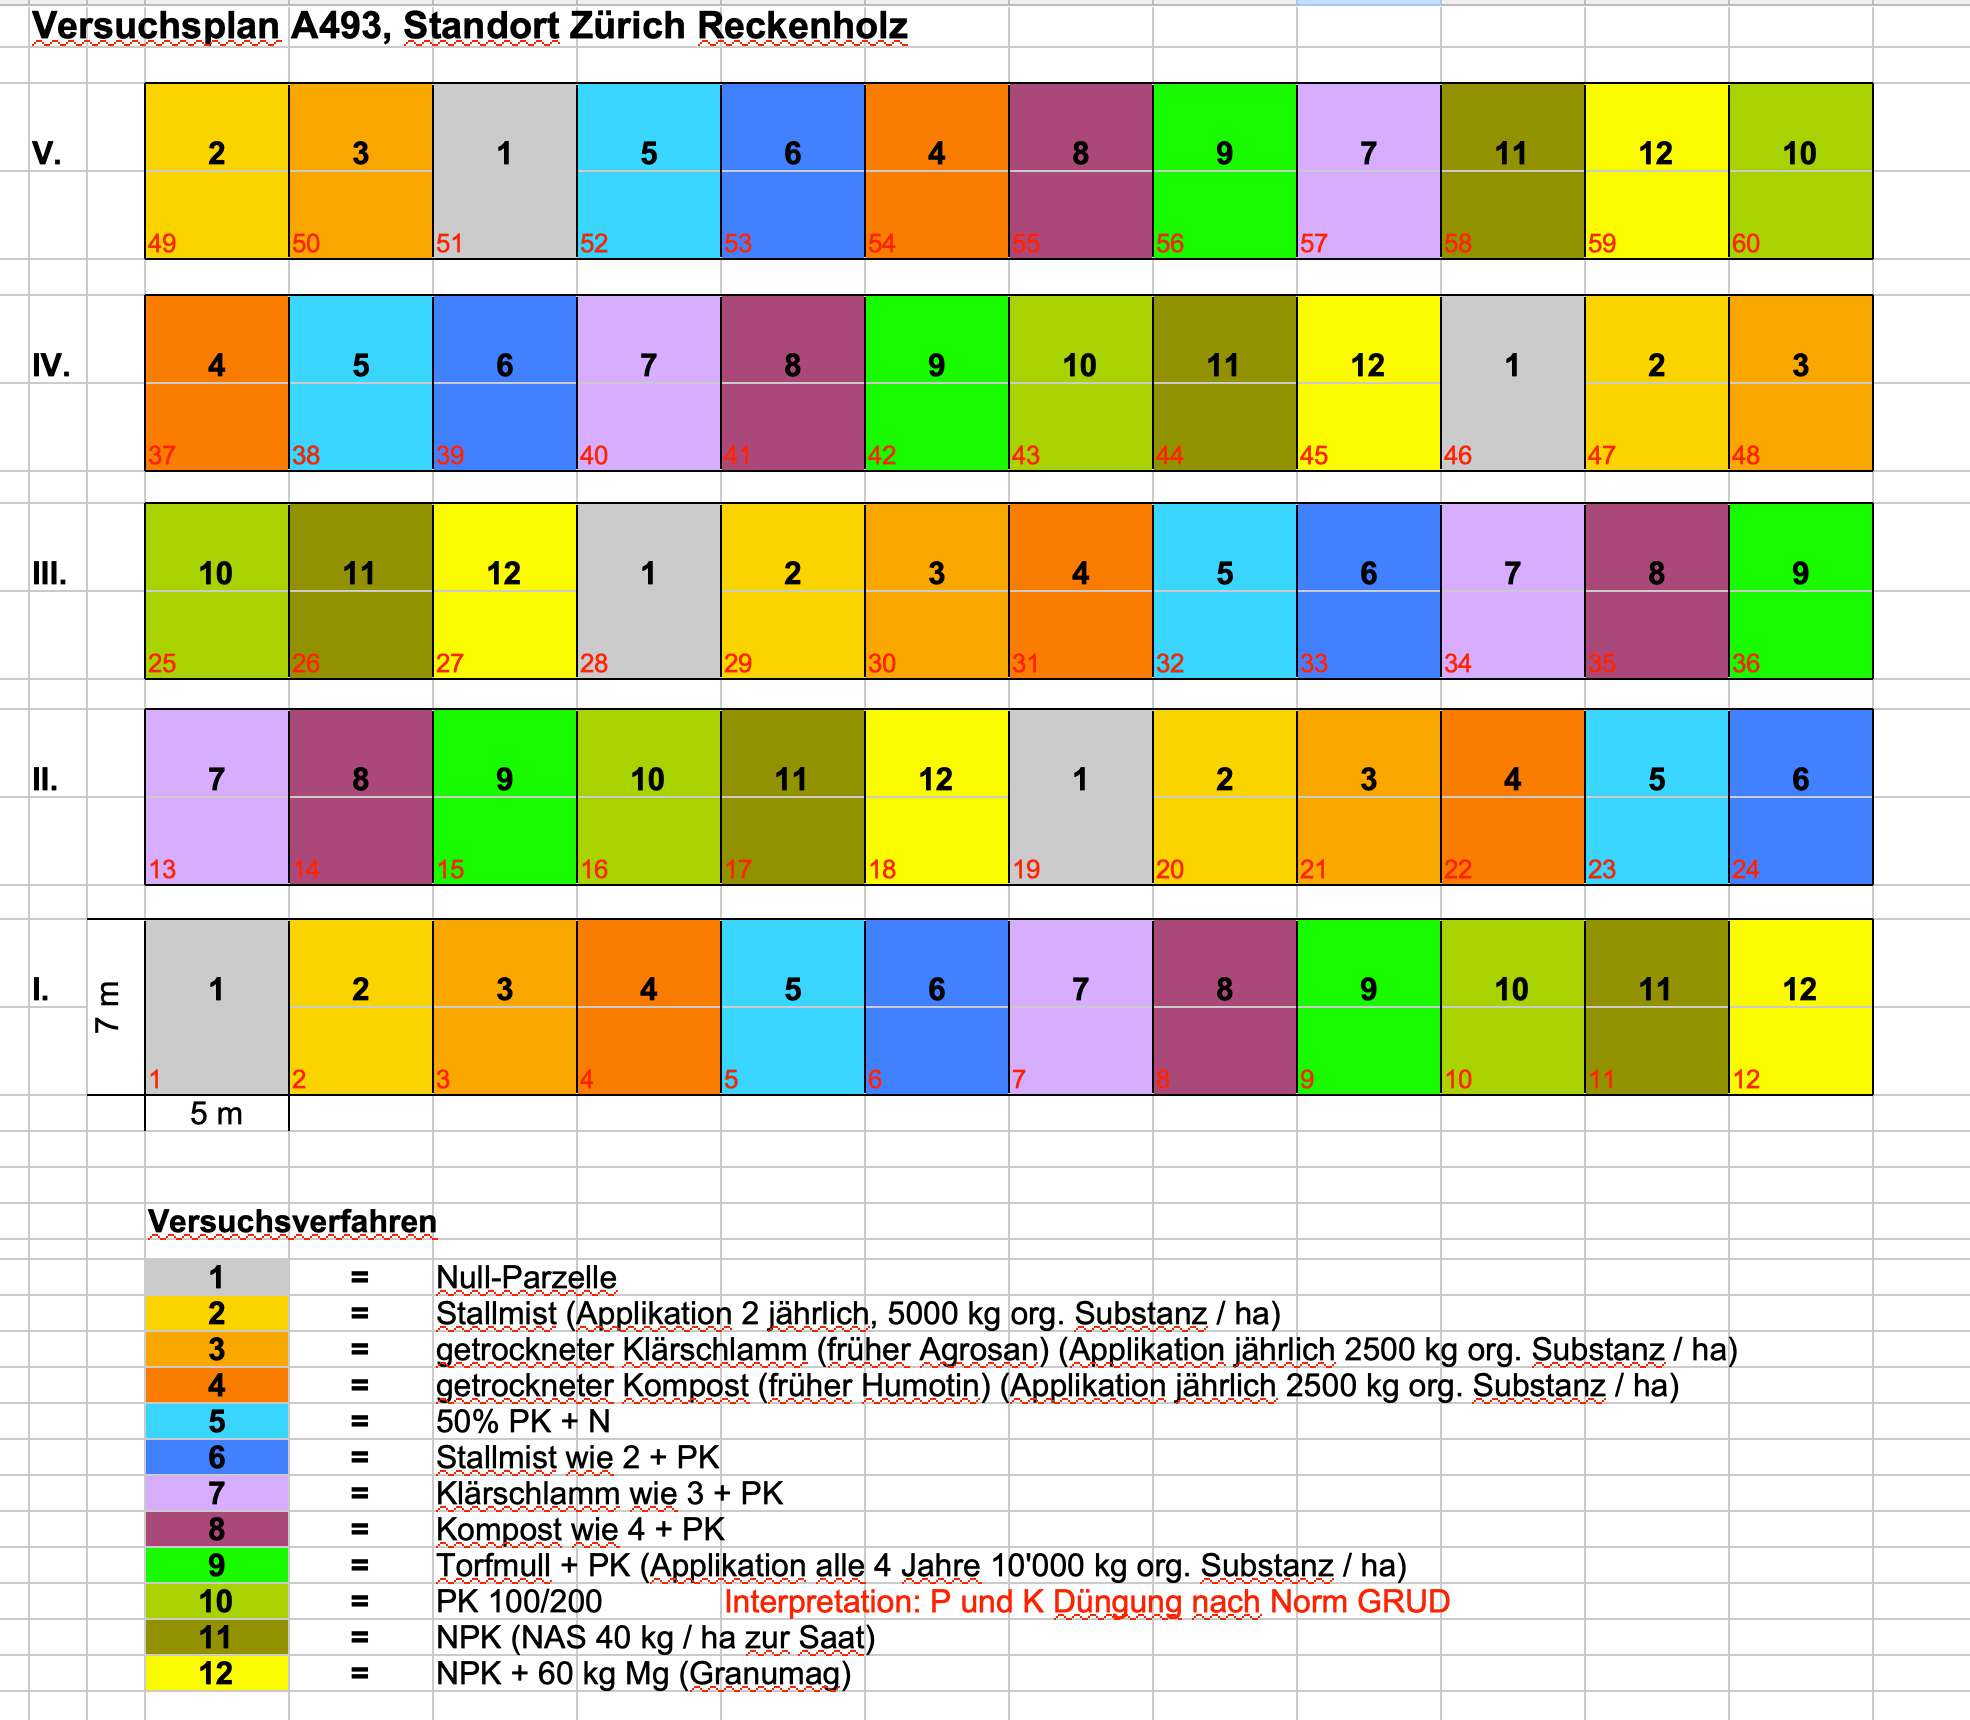 Versuchsplan A493, Standort Zürich Reckenholz
V. 2 3 1 5 6 4 8 9 7 11 12 10
49 50 51 52 53 54 55 56 57 58 59 60
IV. 4 5 6 7 8 9 10 11 12 1 2 3
37 38 39 40 41 42 43 44 45 46 47 48
III. 10 11 12 1 2 3 4 5 6 7 8 9
25 26 27 28 29 30 31 32 33 34 35 36
II. 7 8 9 10 11 12 1 2 3 4 5 6
13 14 15 16 17 18 19 20 21 22 23 24
I. 7 m 1 2 3 4 5 6 7 8 9 10 11 12
1 2 3 4 5 6 7 8 9 10 11 12
5 m
Versuchsverfahren
1 = Null-Parzelle
2 = Stallmist (Applikation 2 jährlich, 5000 kg org. Substanz / ha)
3 = getrockneter Klärschlamm (früher Agrosan) (Applikation jährlich 2500 kg org. Substanz / ha)
4 = getrockneter Kompost (früher Humotin) (Applikation jährlich 2500 kg org. Substanz / ha)
5 = 50% PK + N
6 = Stallmist wie 2 + PK
7 = Klärschlamm wie 3 + PK
8 = Kompost wie 4 + PK
9 = Torfmull + PK (Applikation alle 4 Jahre 10'000 kg org. Substanz / ha)
10 = PK 100/200 Interpretation: P und K Düngung nach Norm GRUD
11 = NPK (NAS 40 kg / ha zur Saat)
12 = NPK + 60 kg Mg (Granumag)